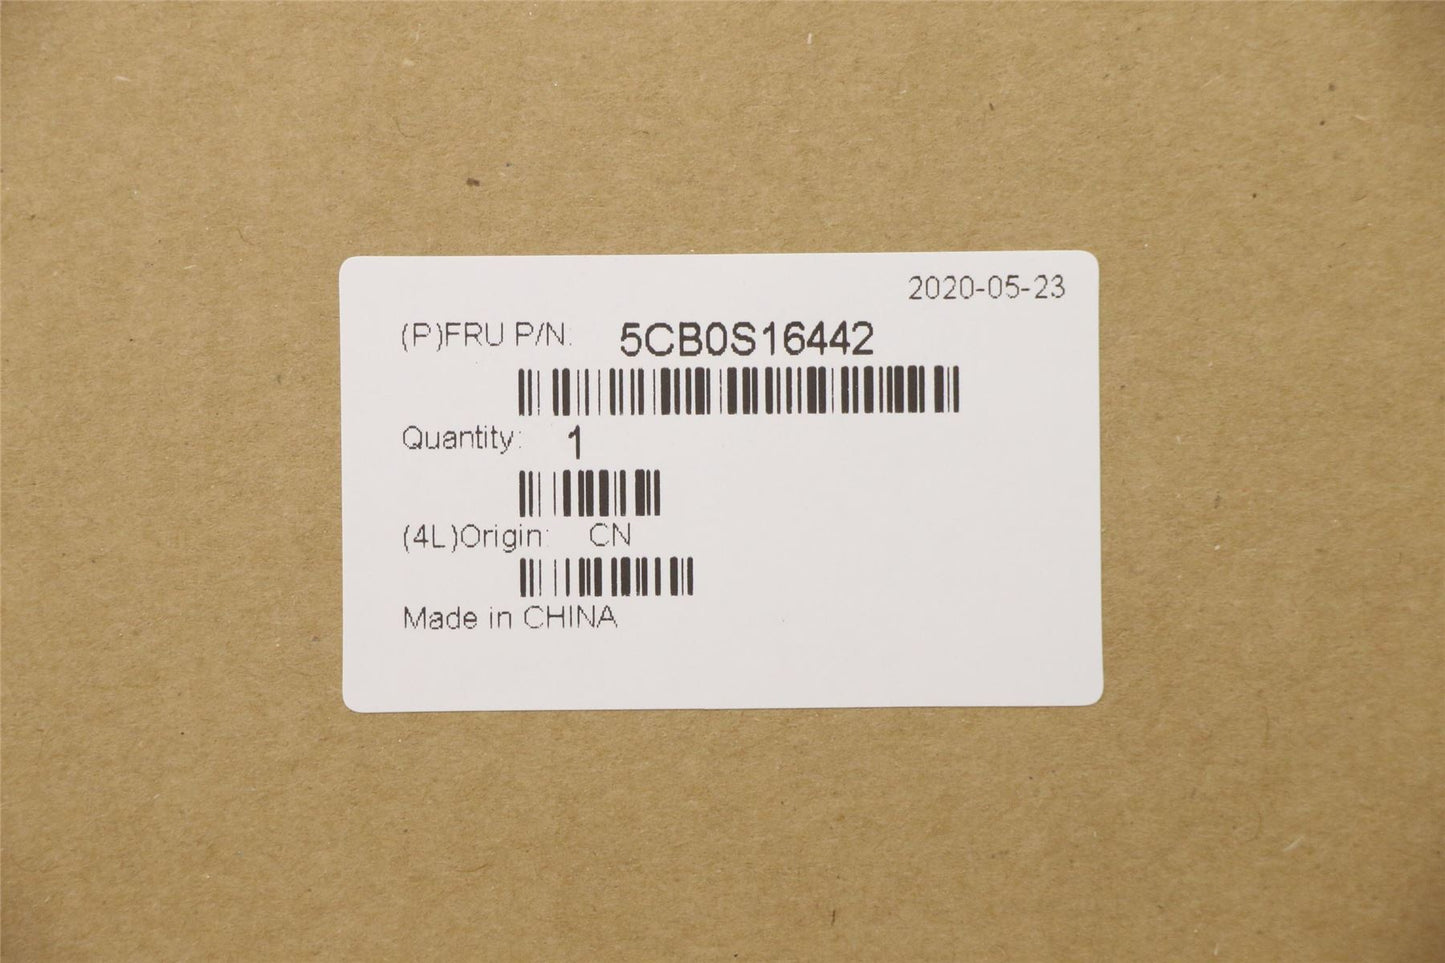 2020-05-23
(P)FRU P/N: 5CB0S16442
Quantity: 1
(4L)Origin: CN
Made in CHINA